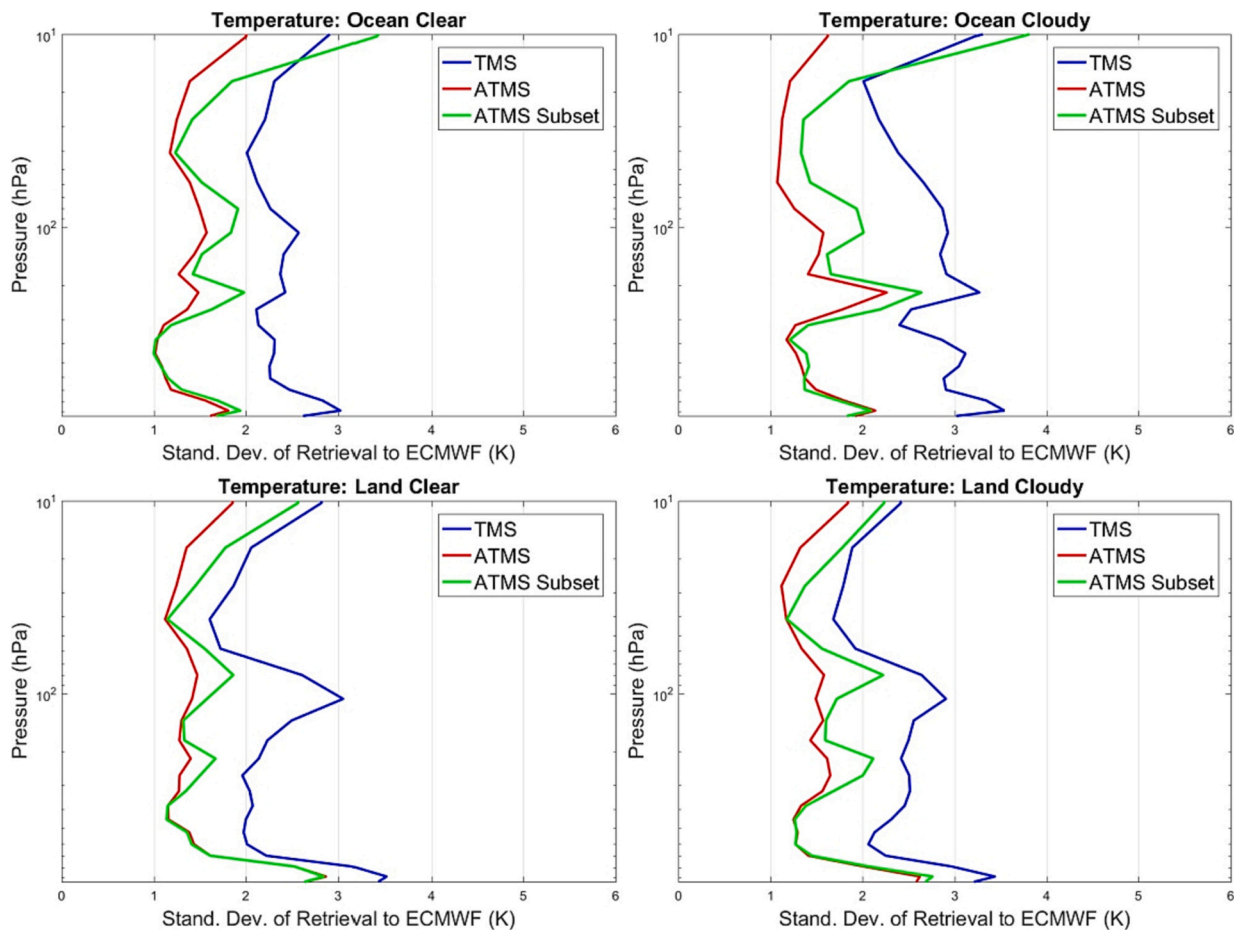 Temperature: Ocean Clear
10¹
TMS
ATMS
ATMS Subset
Pressure (hPa)
10²
0 1 2 3 4 5 6
Stand. Dev. of Retrieval to ECMWF (K)
Temperature: Ocean Cloudy
10¹
TMS
ATMS
ATMS Subset
Pressure (hPa)
10²
0 1 2 3 4 5 6
Stand. Dev. of Retrieval to ECMWF (K)
Temperature: Land Clear
10¹
TMS
ATMS
ATMS Subset
Pressure (hPa)
10²
0 1 2 3 4 5 6
Stand. Dev. of Retrieval to ECMWF (K)
Temperature: Land Cloudy
10¹
TMS
ATMS
ATMS Subset
Pressure (hPa)
10²
0 1 2 3 4 5 6
Stand. Dev. of Retrieval to ECMWF (K)